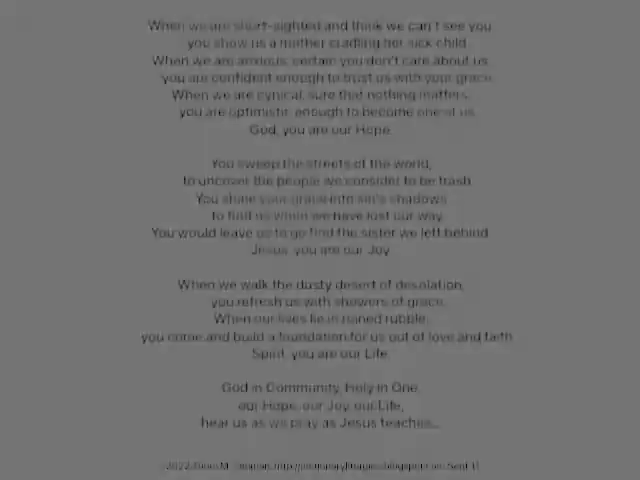 When we are short-sighted and think we can't see you
you show us a mother cradling her sick child
When we are anxious, certain you don't care about us,
you are confident enough to trust us with your grace
When we are cynical, sure that nothing matters,
you are optimistic enough to become one of us
God, you are our Hope.
You sweep the streets of the world,
to uncover the people we consider to be trash
You shine your grace into sin's shadows
to find us when we have lost our way
You would leave us to go find the sister we left behind
Jesus, you are our Joy
When we walk the dusty desert of desolation,
you refresh us with showers of grace.
When our lives lie in ruined rubble,
you come and build a foundation for us out of love and faith
Spirit, you are our Life.
God in Community, Holy in One,
our Hope, our Joy, our Life,
hear us as we pray as Jesus teaches...
2022 Thom M.